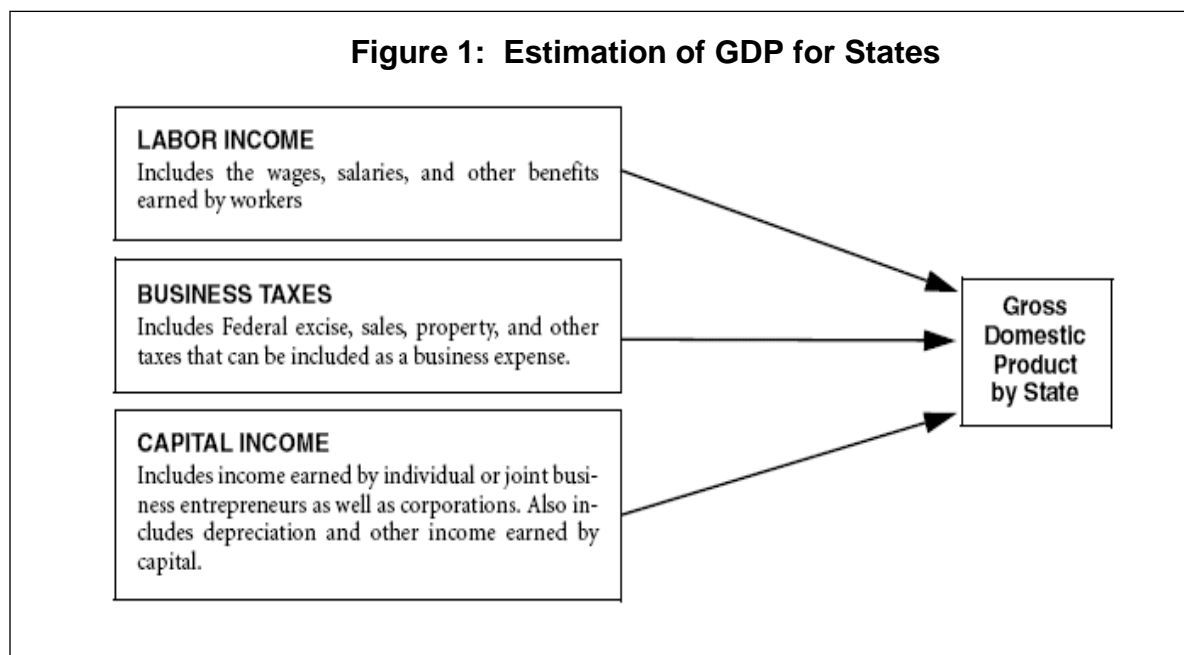 Figure 1: Estimation of GDP for States
LABOR INCOME
Includes the wages, salaries, and other benefits
earned by workers
BUSINESS TAXES
Includes Federal excise, sales, property, and other
taxes that can be included as a business expense.
CAPITAL INCOME
Includes income earned by individual or joint busi-
ness entrepreneurs as well as corporations. Also in-
cludes depreciation and other income earned by
capital.
Gross
Domestic
Product
by State